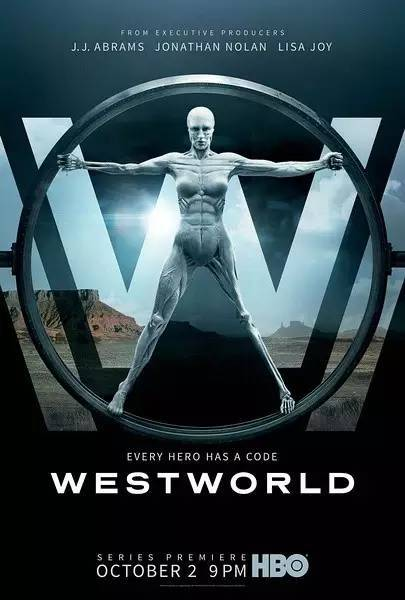 FROM EXECUTIVE PRODUCERS
J.J. ABRAMS JONATHAN NOLAN LISA JOY
W
EVERY HERO HAS A CODE
WESTWORLD
SERIES PREMIERE
OCTOBER 2 9PM HBO